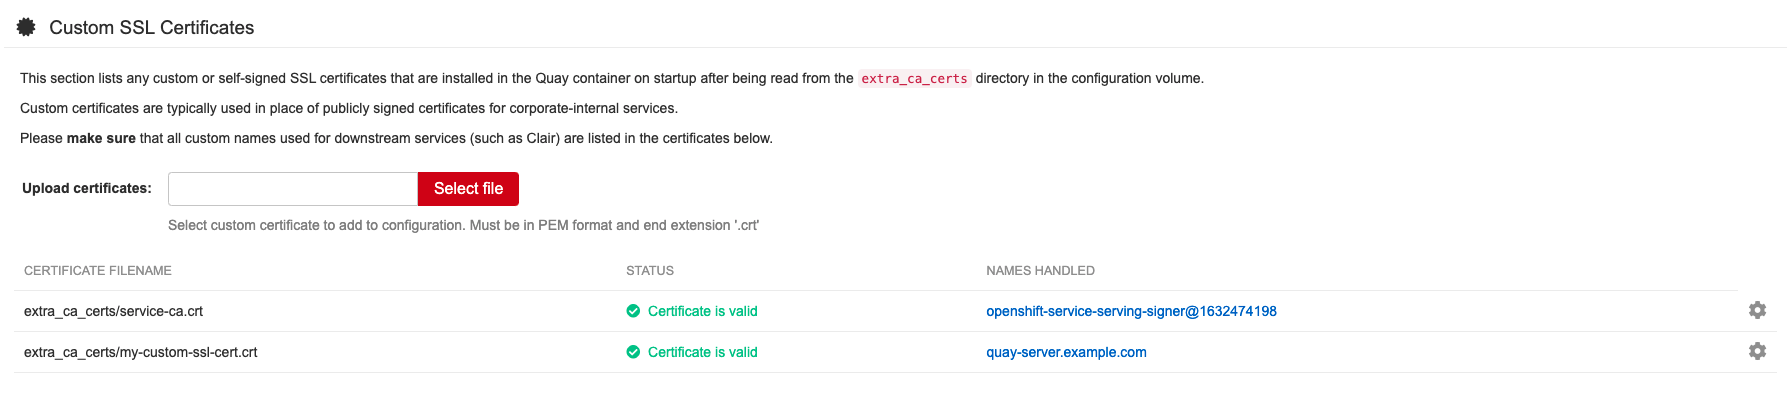 Custom SSL Certificates
This section lists any custom or self-signed SSL certificates that are installed in the Quay container on startup after being read from the extra_ca_certs directory in the configuration volume.
Custom certificates are typically used in place of publicly signed certificates for corporate-internal services.
Please make sure that all custom names used for downstream services (such as Clair) are listed in the certificates below.
Upload certificates: Select file
Select custom certificate to add to configuration. Must be in PEM format and end extension '.crt'
CERTIFICATE FILENAME STATUS NAMES HANDLED
extra_ca_certs/service-ca.crt Certificate is valid openshift-service-serving-signer@1632474198
extra_ca_certs/my-custom-ssl-cert.crt Certificate is valid quay-server.example.com